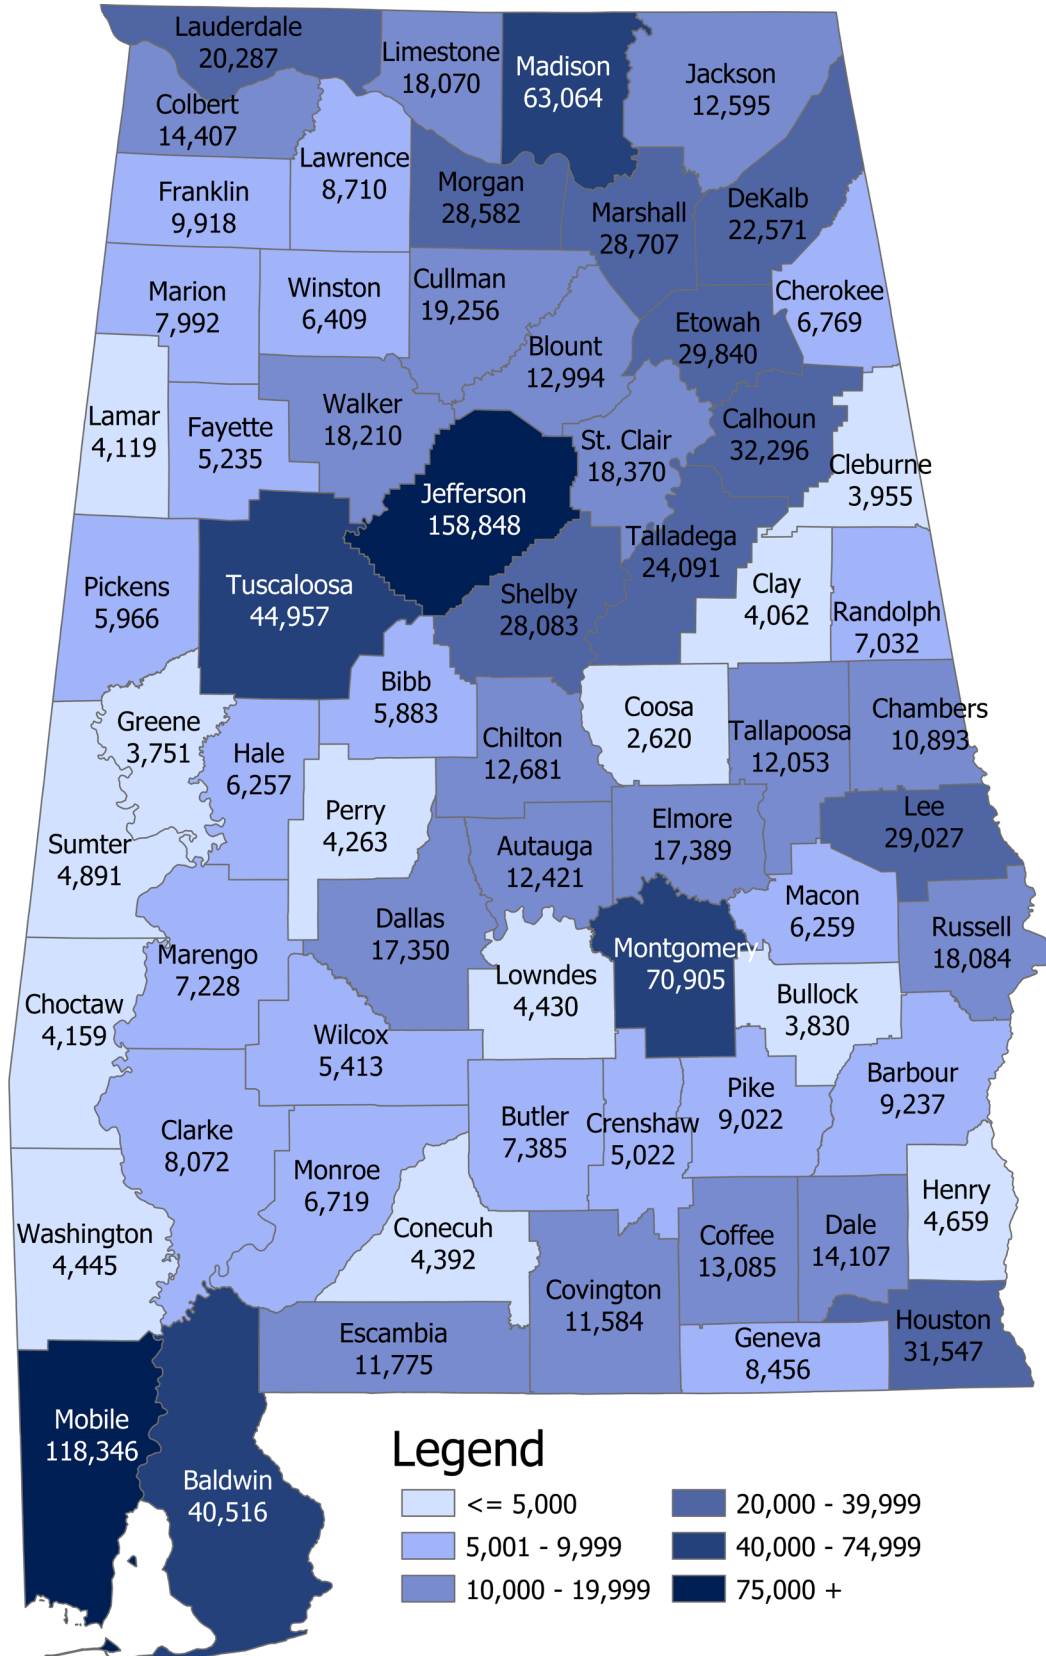 Lauderdale
20,287
Limestone
18,070
Madison
63,064
Jackson
12,595
Colbert
14,407
Lawrence
8,710
Franklin
9,918
Morgan
28,582
Marshall
28,707
DeKalb
22,571
Marion
7,992
Winston
6,409
Cullman
19,256
Cherokee
6,769
Etowah
29,840
Blount
12,994
Lamar
4,119
Fayette
5,235
Walker
18,210
St. Clair
18,370
Calhoun
32,296
Cleburne
3,955
Jefferson
158,848
Talladega
24,091
Pickens
5,966
Tuscaloosa
44,957
Shelby
28,083
Clay
4,062
Randolph
7,032
Greene
3,751
Hale
6,257
Bibb
5,883
Chilton
12,681
Coosa
2,620
Tallapoosa
12,053
Chambers
10,893
Sumter
4,891
Perry
4,263
Autauga
12,421
Elmore
17,389
Lee
29,027
Macon
6,259
Russell
18,084
Marengo
7,228
Dallas
17,350
Lowndes
4,430
Montgomery
70,905
Bullock
3,830
Choctaw
4,159
Wilcox
5,413
Barbour
9,237
Clarke
8,072
Monroe
6,719
Butler
7,385
Crenshaw
5,022
Pike
9,022
Henry
4,659
Washington
4,445
Conecuh
4,392
Coffee
13,085
Dale
14,107
Covington
11,584
Escambia
11,775
Geneva
8,456
Houston
31,547
Mobile
118,346
Baldwin
40,516
Legend
<= 5,000
5,001 - 9,999
10,000 - 19,999
20,000 - 39,999
40,000 - 74,999
75,000 +